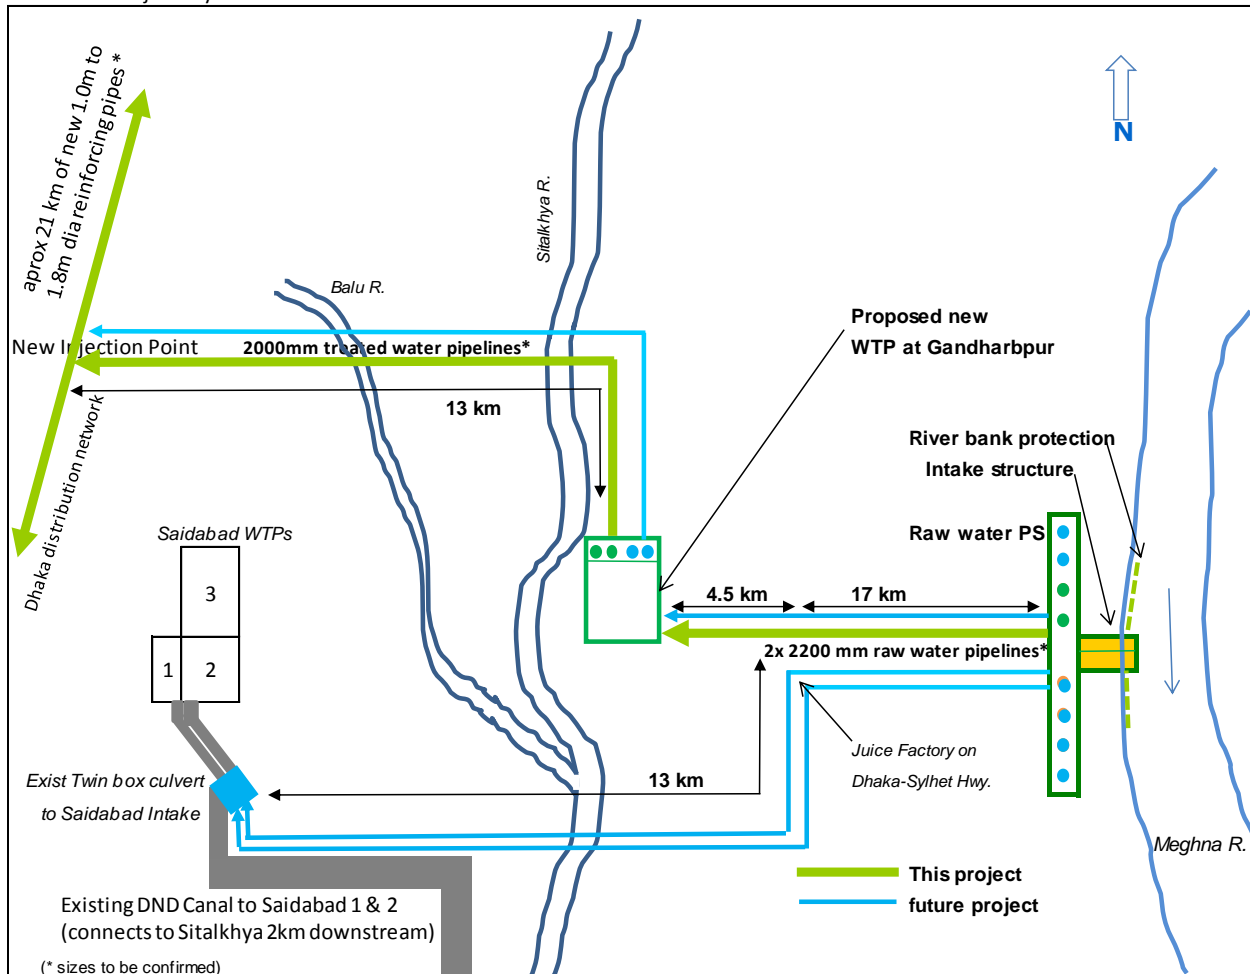 aprox 21 km of new 1.0m to
1.8m dia reinforcing pipes *
N
Sitalkhya R.
Balu R.
Proposed new
WTP at Gandharbpur
New Injection Point
2000mm treated water pipelines*
13 km
Dhaka distribution network
River bank protection
Intake structure
Saidabad WTPs
Raw water PS
3
1
2
4.5 km
17 km
2x 2200 mm raw water pipelines*
Juice Factory on
Dhaka-Sylhet Hwy.
13 km
Exist Twin box culvert
to Saidabad Intake
Meghna R.
This project
future project
Existing DND Canal to Saidabad 1 & 2
(connects to Sitalkhya 2km downstream)
(* sizes to be confirmed)